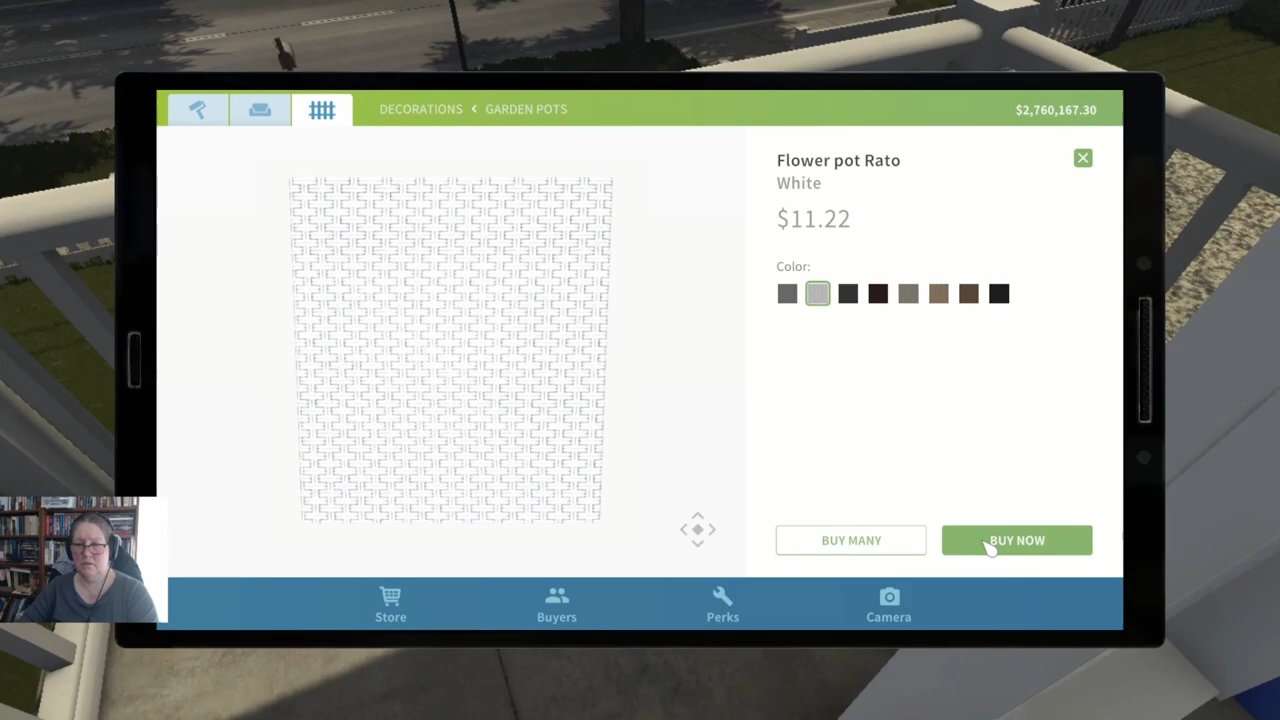 DECORATIONS < GARDEN POTS
$2,760,167.30
Flower pot Rato
White
$11.22
Color:
BUY MANY
BUY NOW
Store
Buyers
Perks
Camera